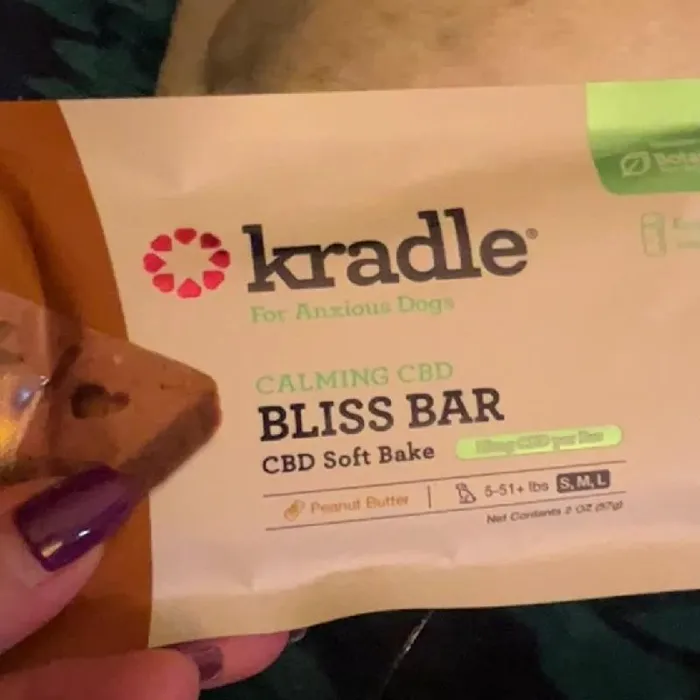 kradle®
For Anxious Dogs
CALMING CBD
BLISS BAR
CBD Soft Bake
Peanut Butter
5-51+ lbs S, M, L
Net Contents 2 OZ (57g)